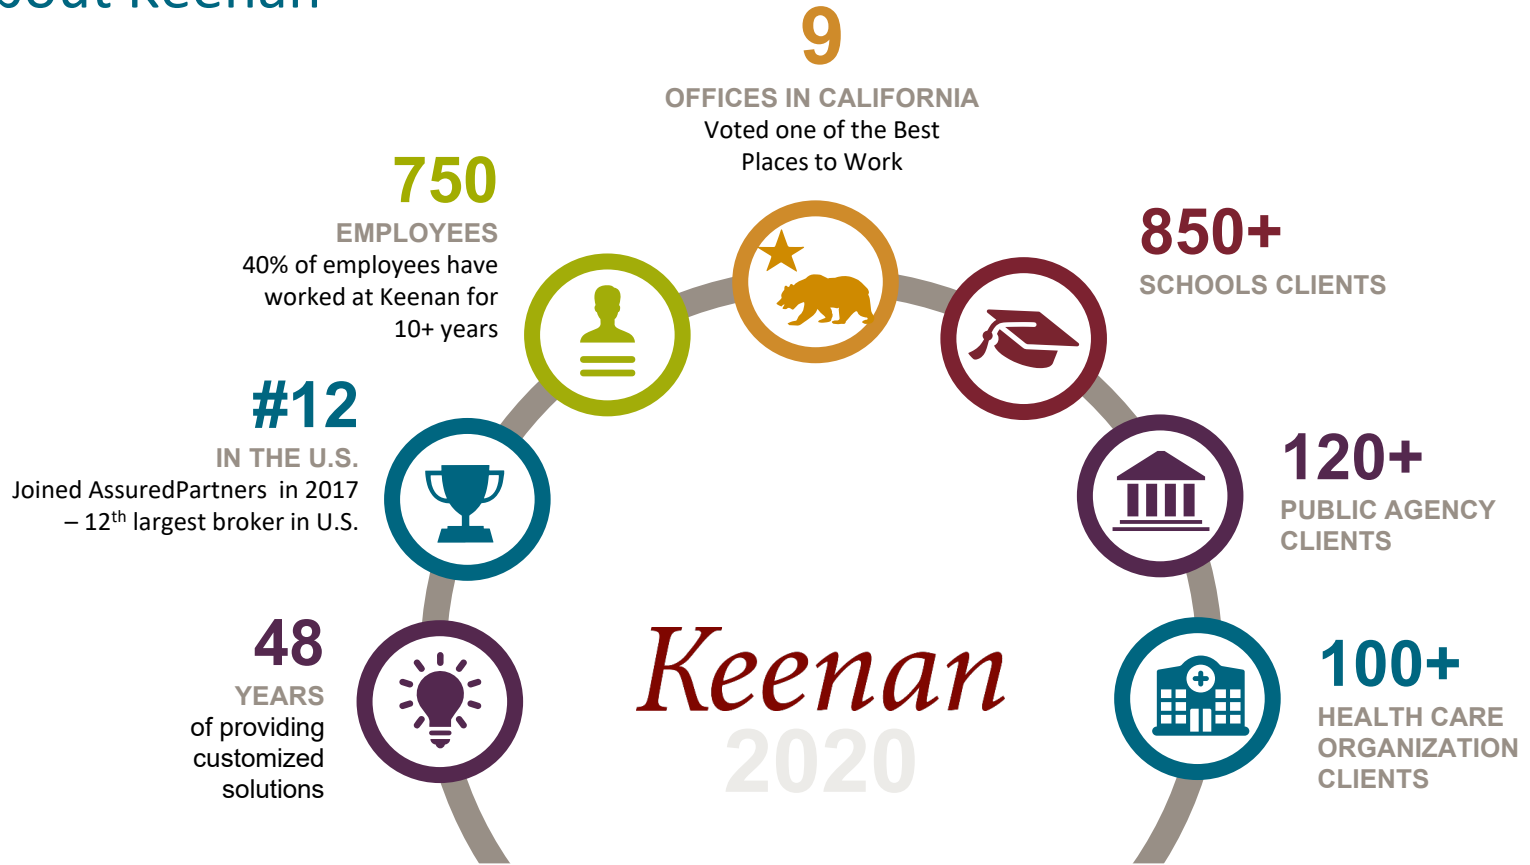 bout Keenan
9
OFFICES IN CALIFORNIA
Voted one of the Best
Places to Work
750
EMPLOYEES
40% of employees have
worked at Keenan for
10+ years
850+
SCHOOLS CLIENTS
#12
IN THE U.S.
Joined AssuredPartners in 2017
– 12th largest broker in U.S.
120+
PUBLIC AGENCY
CLIENTS
48
YEARS
of providing
customized
solutions
Keenan
2020
100+
HEALTH CARE
ORGANIZATION
CLIENTS